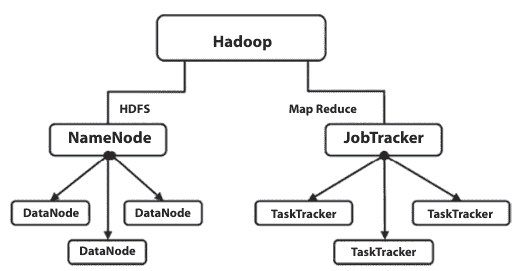 Hadoop
HDFS
Map Reduce
NameNode
JobTracker
DataNode
DataNode
TaskTracker
TaskTracker
DataNode
TaskTracker